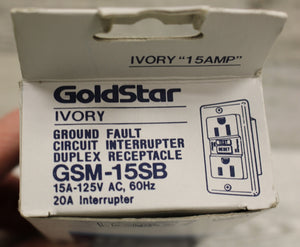 IVORY "15AMP"
GoldStar
IVORY
GROUND FAULT
CIRCUIT INTERRUPTER
DUPLEX RECEPTACLE
GSM-15SB
15A-125V AC, 60Hz
20A Interrupter